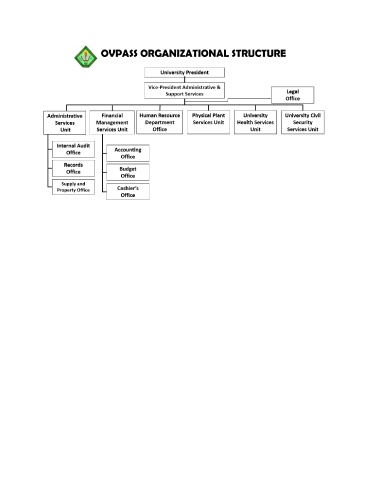 OVPASS ORGANIZATIONAL STRUCTURE
University President
Vice-President Administrative &
Support Services
Legal
Office
Administrative
Services
Unit
Financial
Management
Services Unit
Human Resource
Department
Office
Physical Plant
Services Unit
University
Health Services
Unit
University Civil
Security
Services Unit
Internal Audit
Office
Records
Office
Supply and
Property Office
Accounting
Office
Budget
Office
Cashier's
Office